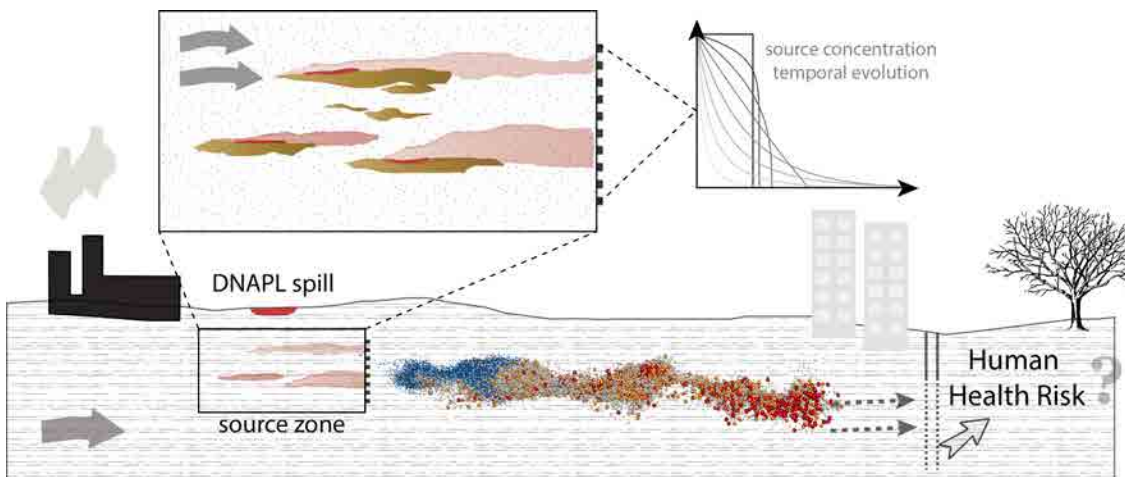 source concentration
temporal evolution
DNAPL spill
source zone
Human
Health Risk
?